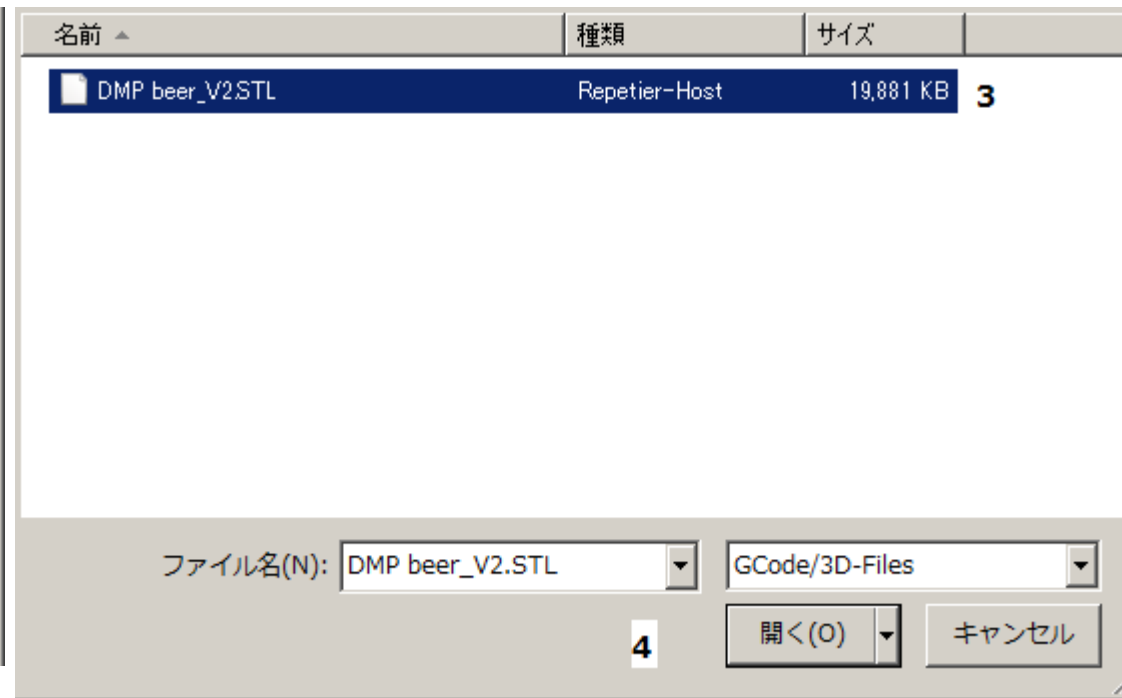 名前 種類 サイズ
DMP beer_V2.STL Repetier-Host 19,881 KB 3
ファイル名(N): DMP beer_V2.STL GCode/3D-Files
4 開く(O) キャンセル